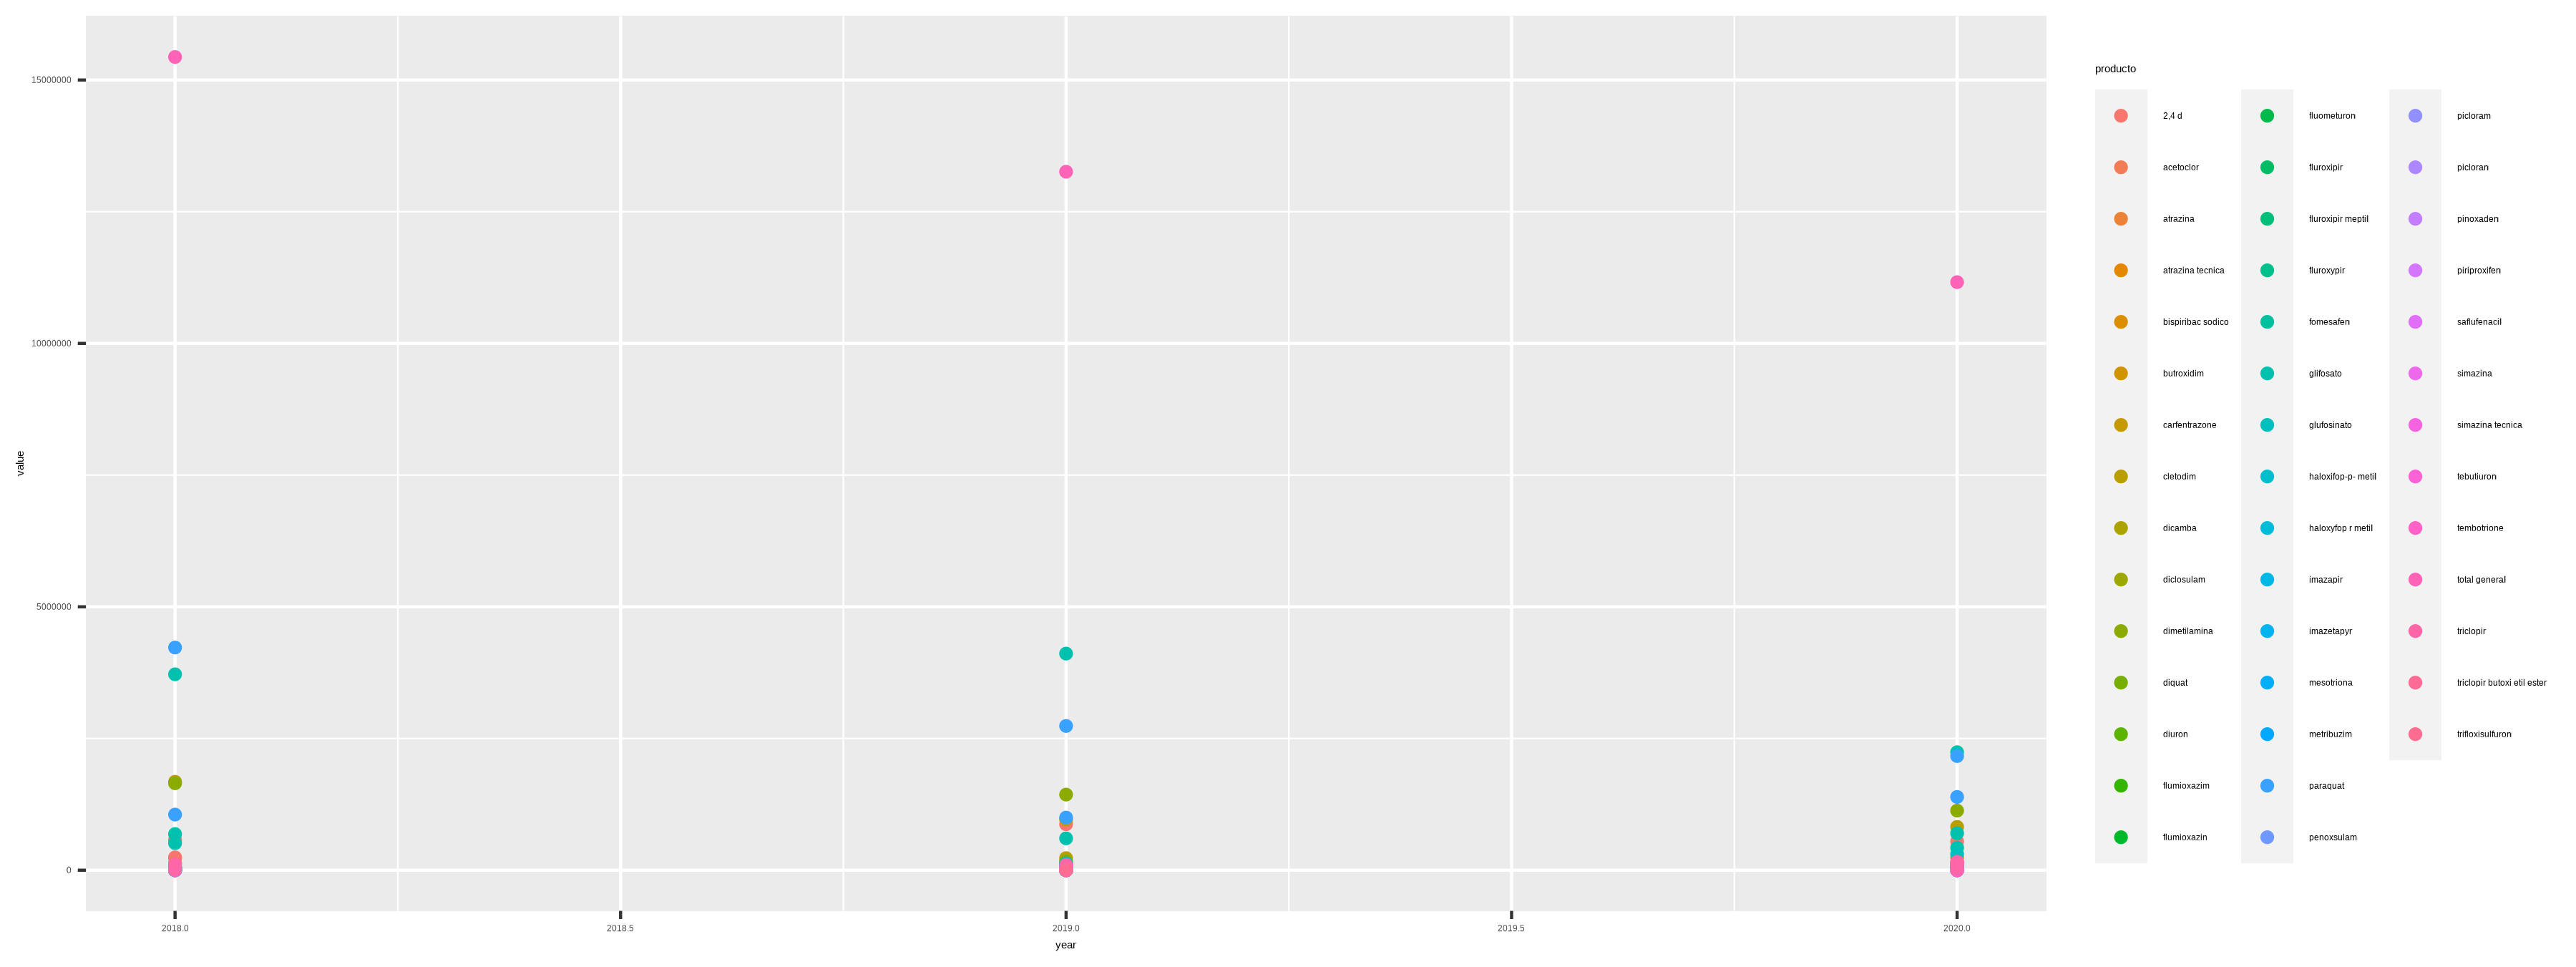 15000000
10000000
5000000
0
value
2018.0
2018.5
2019.0
2019.5
2020.0
year
producto
2,4 d
acetoclor
atrazina
atrazina tecnica
bispiribac sodico
butroxidim
carfentrazone
cletodim
dicamba
diclosulam
dimetilamina
diquat
diuron
flumioxazim
flumioxazin
fluometuron
fluroxipir
fluroxipir meptil
fluroxypir
fomesafen
glifosato
glufosinato
haloxifop-p- metil
haloxyfop r metil
imazapir
imazetapyr
mesotriona
metribuzim
paraquat
penoxsulam
picloram
picloran
pinoxaden
piriproxifen
saflufenacil
simazina
simazina tecnica
tebutiuron
tembotrione
total general
triclopir
triclopir butoxi etil ester
trifloxisulfuron